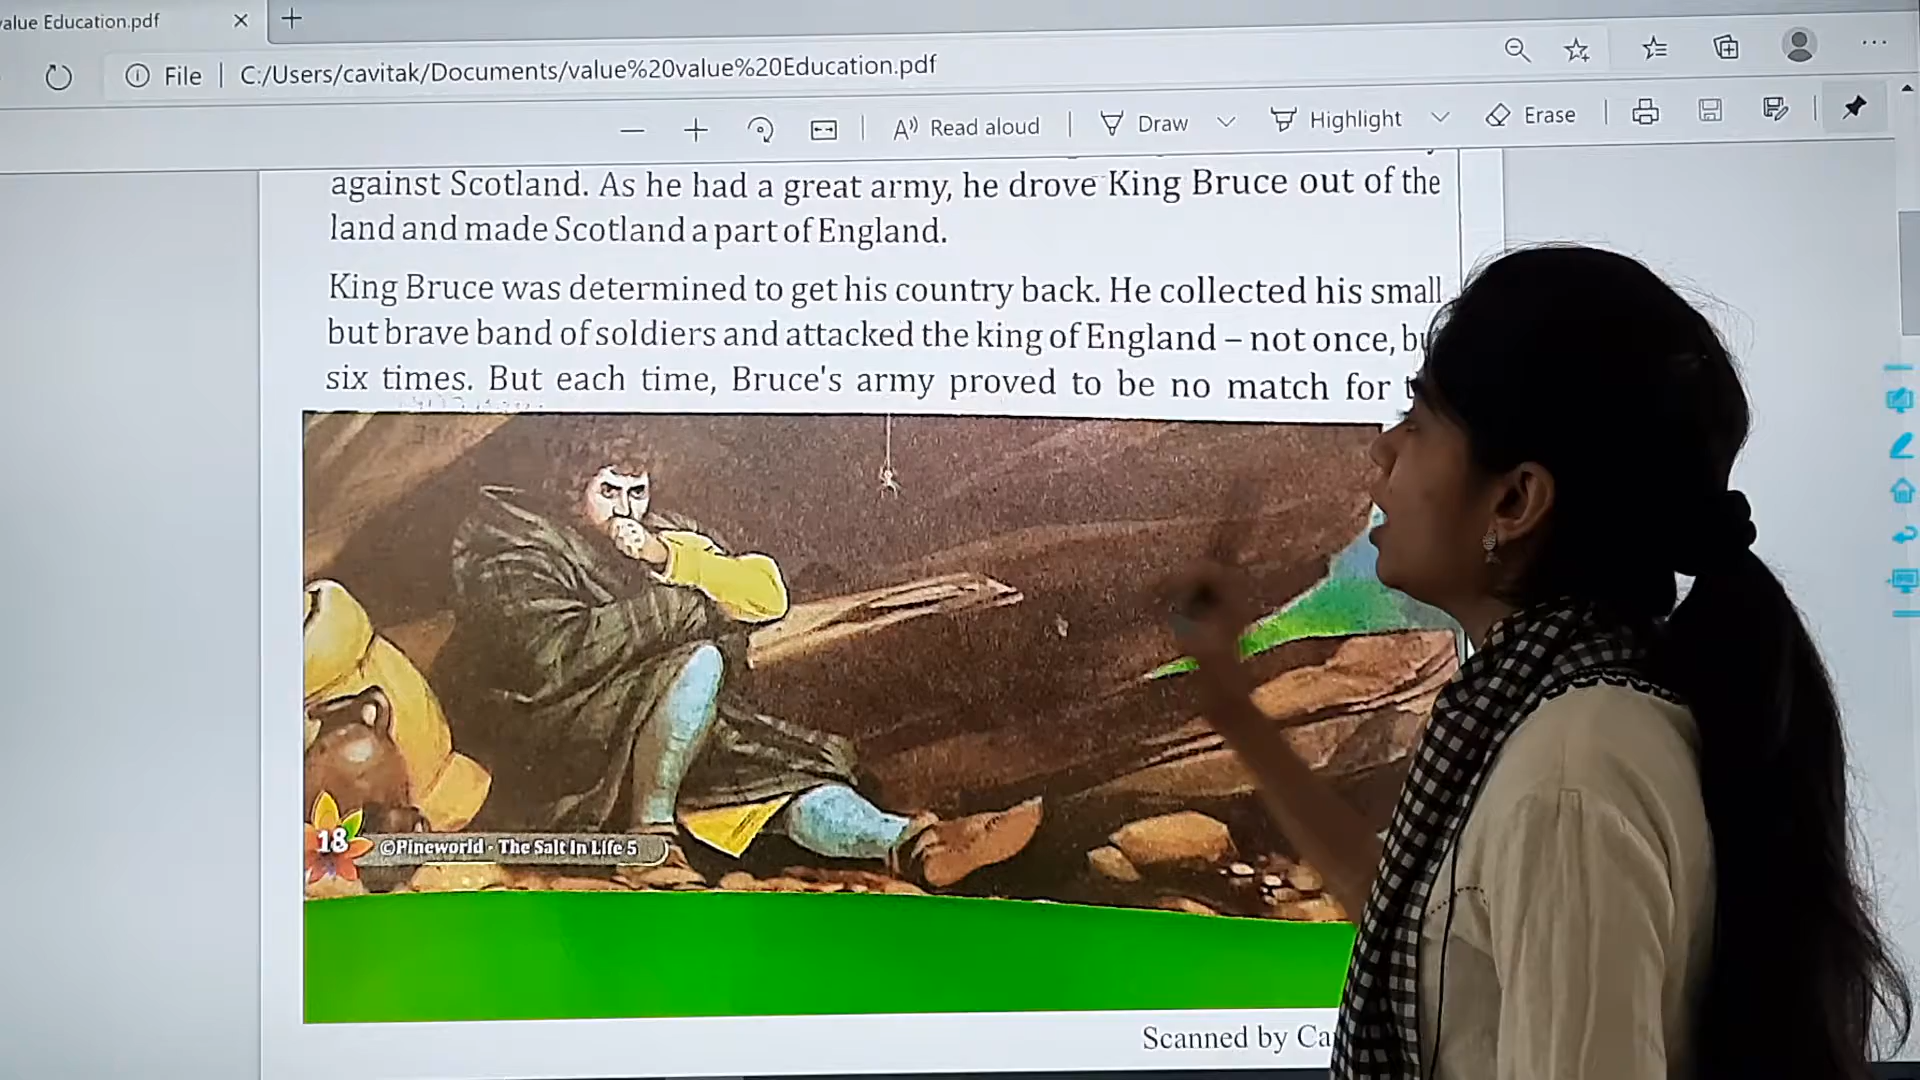 alue Education.pdf
File | C:/Users/cavitak/Documents/value%20value%20Education.pdf
Read aloud | Draw Highlight Erase
against Scotland. As he had a great army, he drove King Bruce out of the
land and made Scotland a part of England.
King Bruce was determined to get his country back. He collected his small
but brave band of soldiers and attacked the king of England – not once,
six times. But each time, Bruce's army proved to be no match for
18 ©Pineworld - The Salt In Life 5
Scanned by